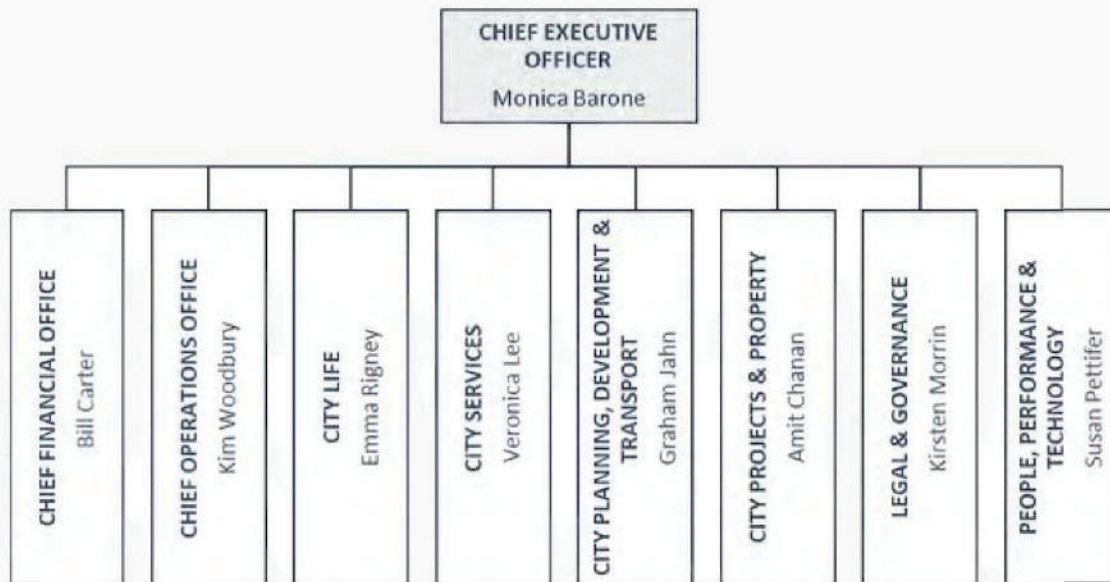 CHIEF EXECUTIVE
OFFICER
Monica Barone
CHIEF FINANCIAL OFFICE
Bill Carter
CHIEF OPERATIONS OFFICE
Kim Woodbury
CITY LIFE
Emma Rigney
CITY SERVICES
Veronica Lee
CITY PLANNING, DEVELOPMENT &
TRANSPORT
Graham Jahn
CITY PROJECTS & PROPERTY
Amit Chanan
LEGAL & GOVERNANCE
Kirsten Morrin
PEOPLE, PERFORMANCE &
TECHNOLOGY
Susan Pettifer